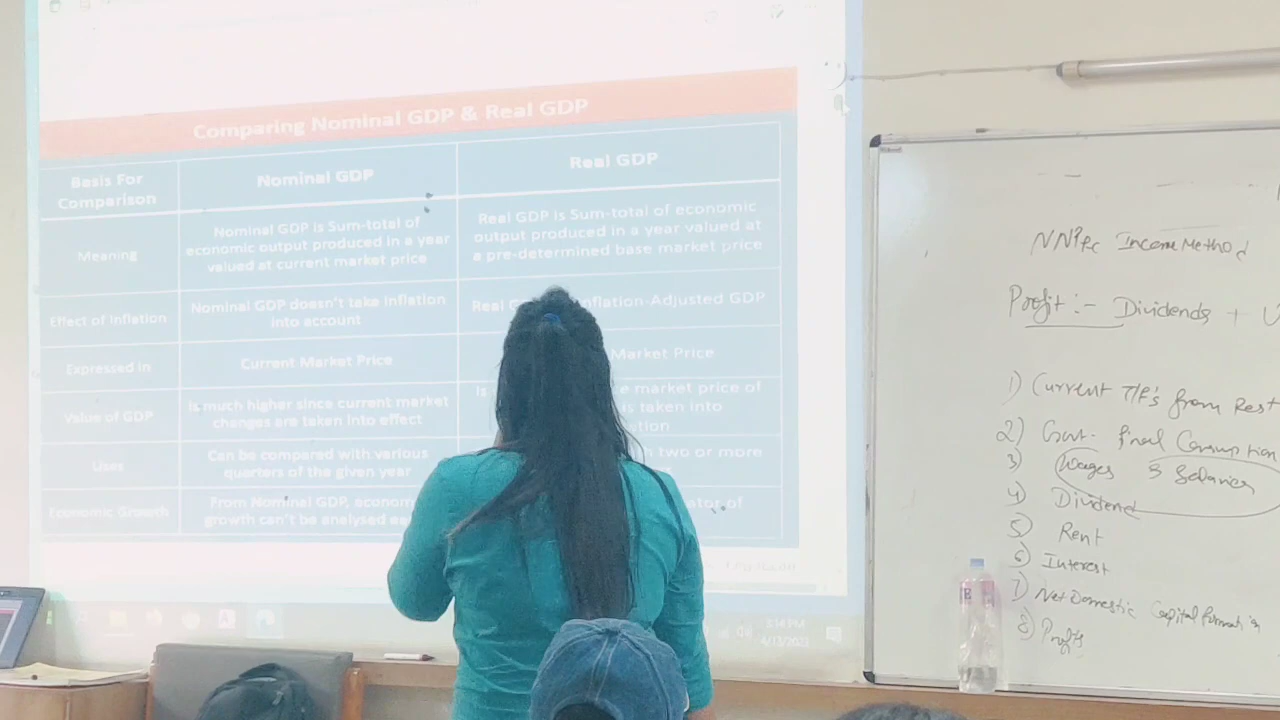 Comparing Nominal GDP & Real GDP
Basis For
Comparison
Nominal GDP
Real GDP
Meaning
Nominal GDP is Sum-total of
economic output produced in a year
valued at current market price
Real GDP is Sum-total of economic
output produced in a year valued at
a pre-determined base market price
Effect of Inflation
Nominal GDP doesn't take inflation
into account
Real Inflation-Adjusted GDP
Expressed in
Current Market Price
Market Price
Value of GDP
Is much higher since current market
changes are taken into effect
market price of
taken into
Uses
Can be compared with various
quarters of the given year
two or more
Economic Growth
From Nominal GDP,
growth can't be analysed
of
3:14 PM
Income Method
Profit :- Dividends +
1) Current from Rest
2) Govt. final Consumption
3) Wages & Salaries
4) Dividend
5) Rent
6) Interest
7) Net Domestic Capital formation
8) Profits